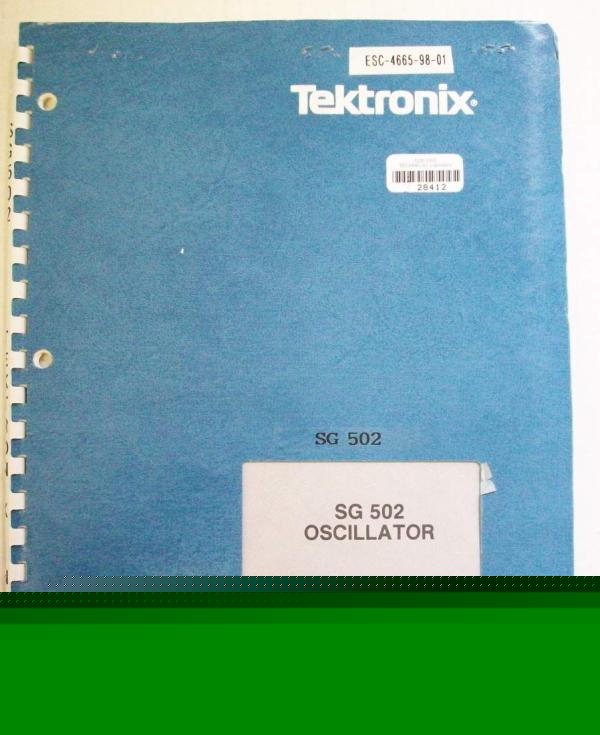 ESC-4665-98-01
Tektronix®
28412
SG 502
SG 502
OSCILLATOR